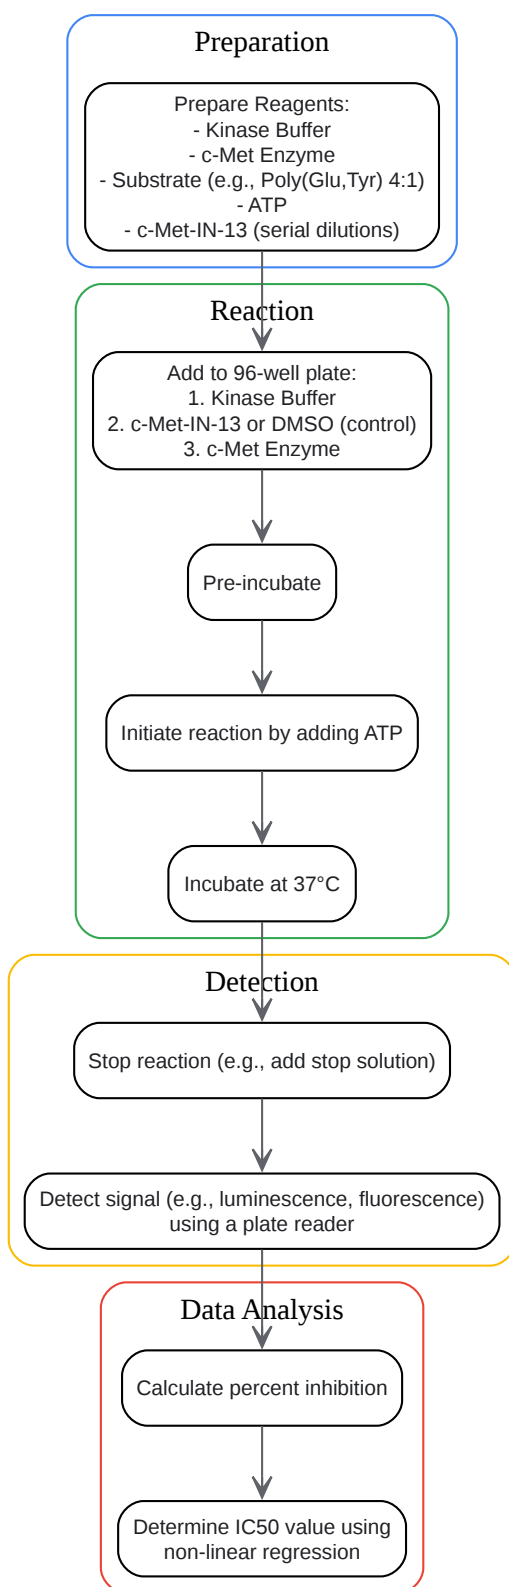 Preparation
Prepare Reagents:
- Kinase Buffer
- c-Met Enzyme
- Substrate (e.g., Poly(Glu,Tyr) 4:1)
- ATP
- c-Met-IN-13 (serial dilutions)
Reaction
Add to 96-well plate:
1. Kinase Buffer
2. c-Met-IN-13 or DMSO (control)
3. c-Met Enzyme
Pre-incubate
Initiate reaction by adding ATP
Incubate at 37°C
Detection
Stop reaction (e.g., add stop solution)
Detect signal (e.g., luminescence, fluorescence)
using a plate reader
Data Analysis
Calculate percent inhibition
Determine IC50 value using
non-linear regression